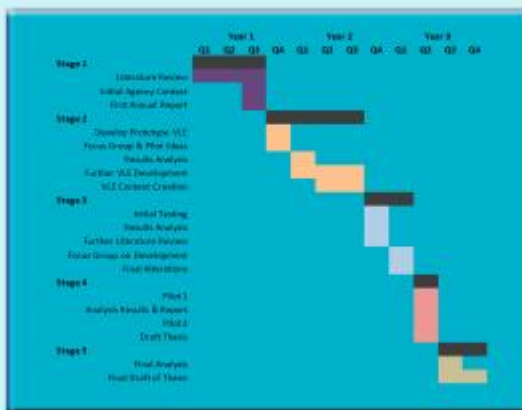 Year 1 Year 2 Year 3
Q1 Q2 Q3 Q4 Q1 Q2 Q3 Q4 Q1 Q2 Q3 Q4
Stage 1
Literature Review
Initial Agency Contact
First Annual Report
Stage 2
Develop Prototype VLE
Focus Group & Pilot Ideas
Results Analysis
Further VLE Development
VLE Content Creation
Stage 3
Initial Testing
Results Analysis
Further Literature Review
Focus Group on Development
Final Alterations
Stage 4
Pilot 1
Analysis Results & Report
Pilot 2
Draft Thesis
Stage 5
Final Analysis
Final Draft of Thesis